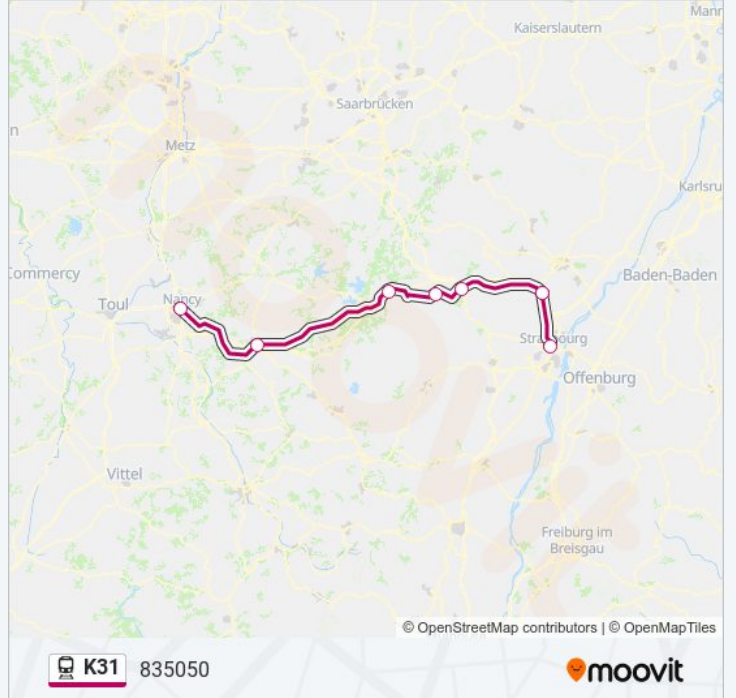 Mann
Kaiserslautern
Saarbrücken
n
Metz
Karlsru
ommercy
Baden-Baden
Nancy
Toul
Strasbourg
Offenburg
Vittel
Freiburg im
Breisgau
© OpenStreetMap contributors | © OpenMapTiles
K31 835050
moovit